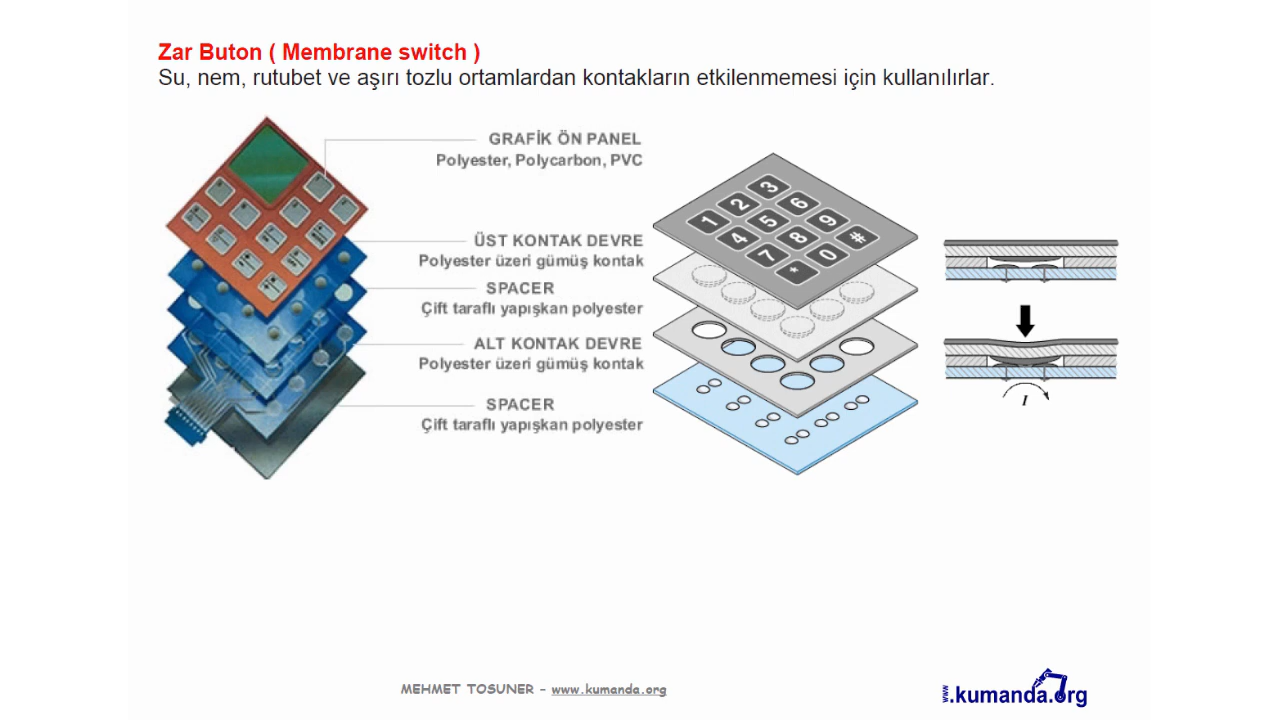 Zar Buton ( Membrane switch )
Su, nem, rutubet ve aşırı tozlu ortamlardan kontakların etkilenmemesi için kullanılırlar.
GRAFİK ÖN PANEL
Polyester, Polycarbon, PVC
ÜST KONTAK DEVRE
Polyester üzeri gümüş kontak
SPACER
Çift taraflı yapışkan polyester
ALT KONTAK DEVRE
Polyester üzeri gümüş kontak
SPACER
Çift taraflı yapışkan polyester
1 2 3
4 5 6
7 8 9
* 0 #
I
MEHMET TOSUNER – www.kumanda.org
www.kumanda.org